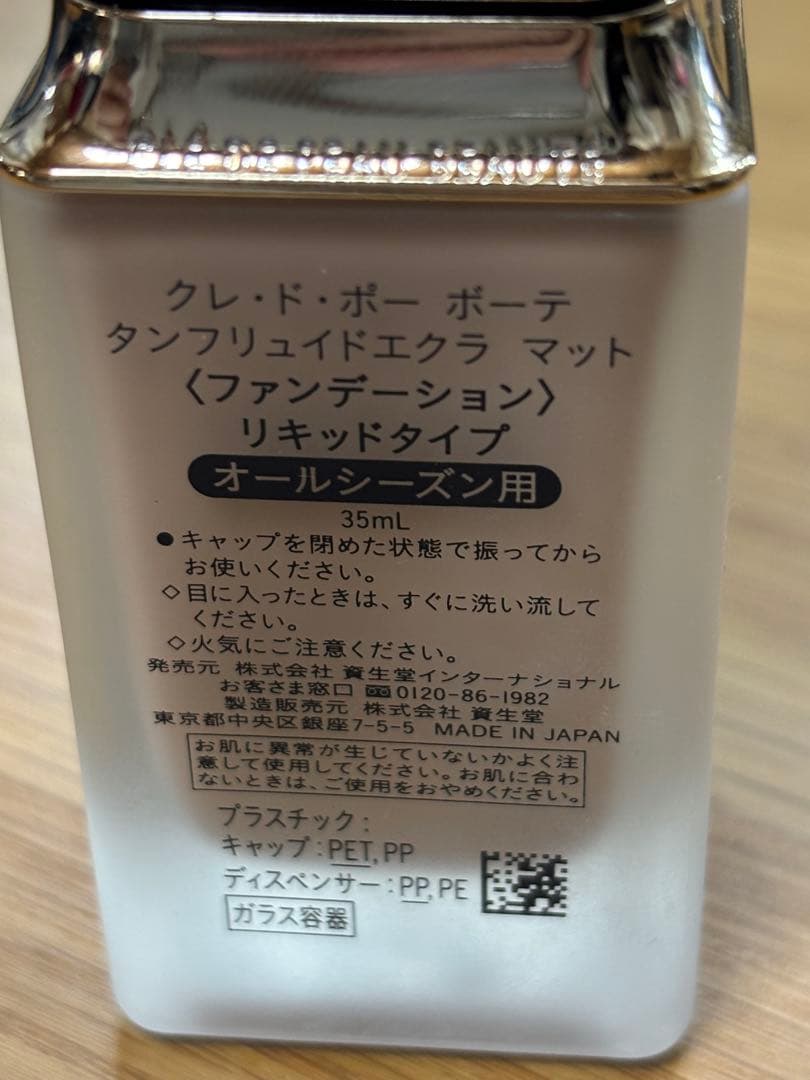 クレ・ド・ポー ボーテ
タンフリュイドエクラ マット
〈ファンデーション〉
リキッドタイプ
オールシーズン用
35mL
●キャップを閉めた状態で振ってから
お使いください。
◇目に入ったときは、すぐに洗い流して
ください。
◇火気にご注意ください。
発売元 株式会社 資生堂インターナショナル
お客さま窓口 0120-86-1982
製造販売元 株式会社 資生堂
東京都中央区銀座7-5-5 MADE IN JAPAN
お肌に異常が生じていないかよく注
意して使用してください。お肌に合わ
ないときは、ご使用をおやめください。
プラスチック:
キャップ:PET,PP
ディスペンサー:PP,PE
ガラス容器